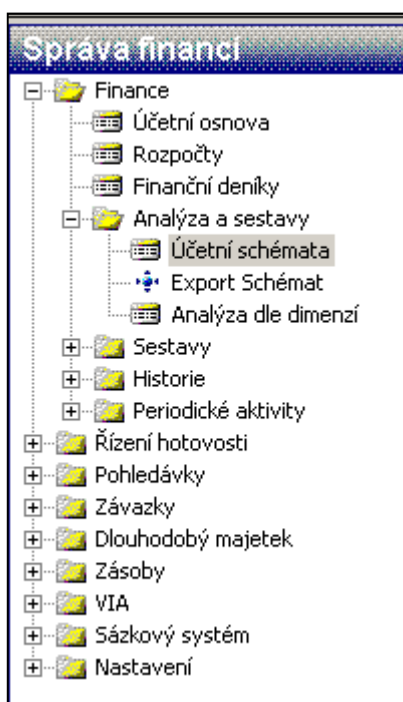 Správa financí
Finance
Účetní osnova
Rozpočty
Finanční deníky
Analýza a sestavy
Účetní schémata
Export Schémat
Analýza dle dimenzí
Sestavy
Historie
Periodické aktivity
Řízení hotovosti
Pohledávky
Závazky
Dlouhodobý majetek
Zásoby
VIA
Sázkový systém
Nastavení